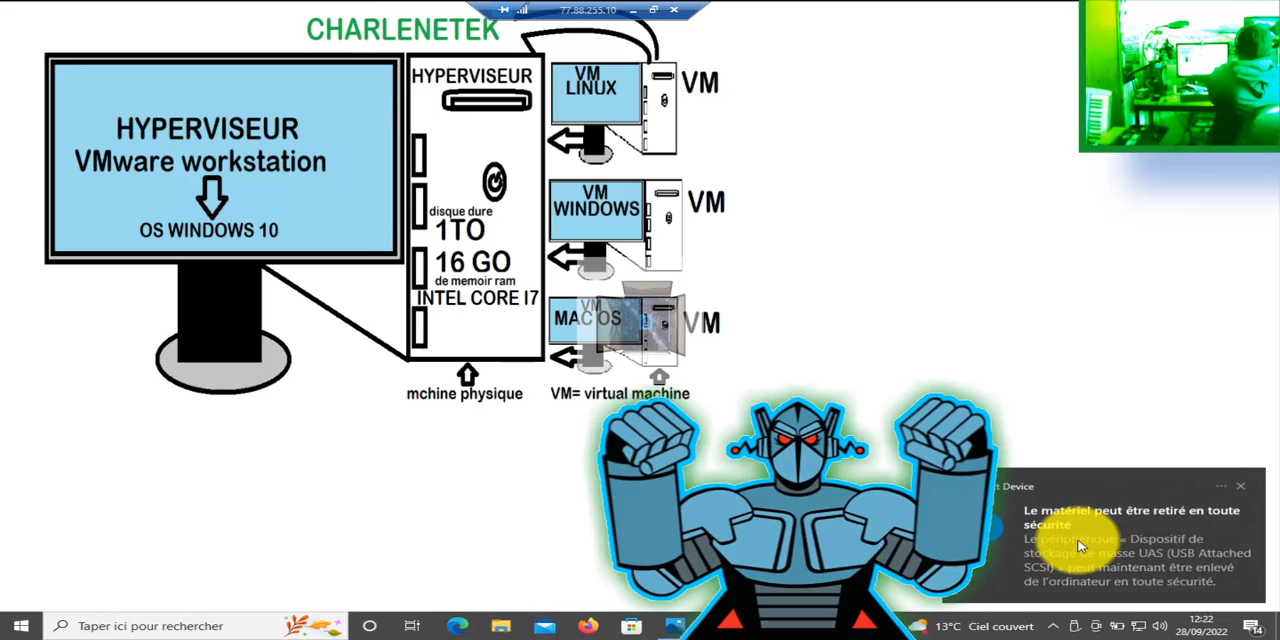 77.88.255.10
CHARLENETEK
HYPERVISEUR
VMware workstation
OS WINDOWS 10
HYPERVISEUR
disque dure
1TO
16 GO
de memoir ram
INTEL CORE I7
mchine physique
VM
LINUX
VM
VM
WINDOWS
VM
VM
MAC OS
VM
VM= virtual machine
Device
Le matériel peut être retiré en toute
sécurité
Le périphérique « Dispositif de
stockage de masse UAS (USB Attached
SCSI) » peut maintenant être enlevé
de l'ordinateur en toute sécurité.
Taper ici pour rechercher
13°C Ciel couvert
12:22
28/09/2022
14